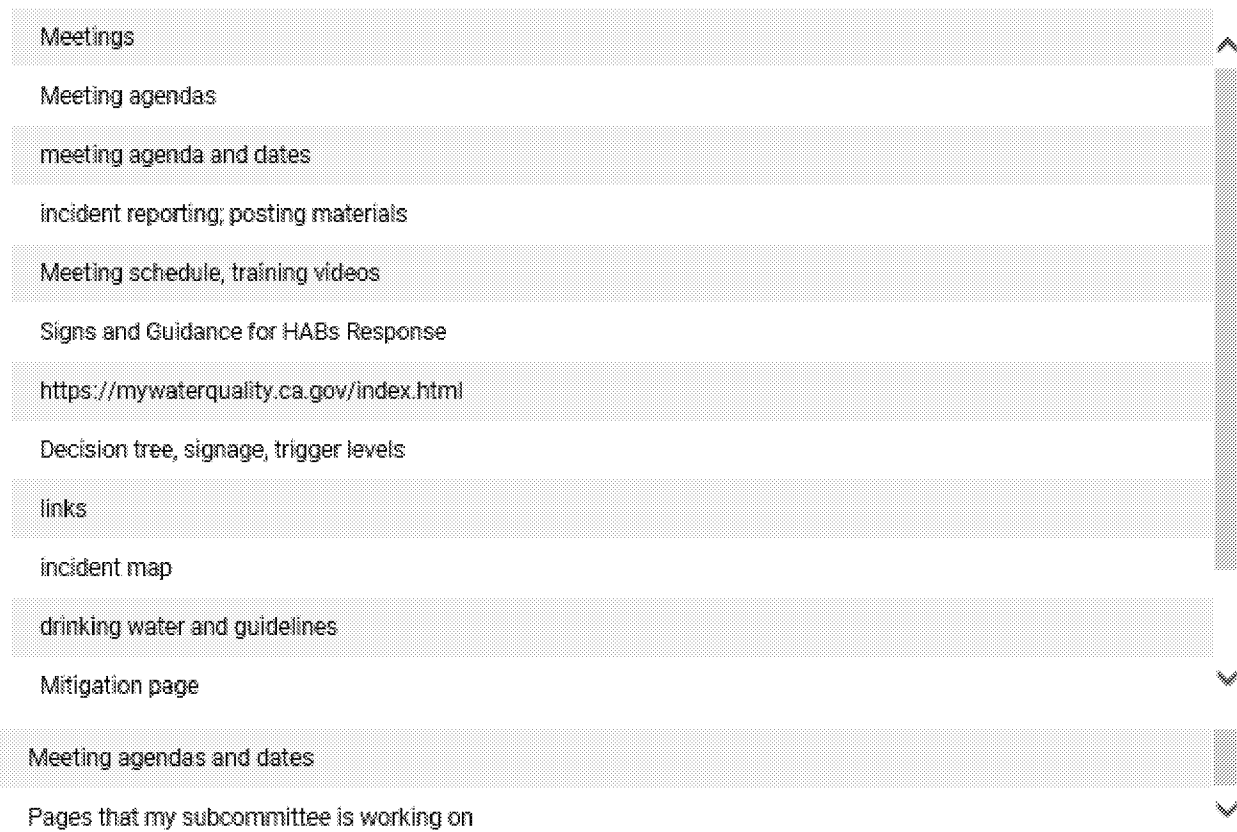 Meetings
Meeting agendas
meeting agenda and dates
incident reporting; posting materials
Meeting schedule, training videos
Signs and Guidance for HABs Response
https://mywaterquality.ca.gov/index.html
Decision tree, signage, trigger levels
links
incident map
drinking water and guidelines
Mitigation page
Meeting agendas and dates
Pages that my subcommittee is working on